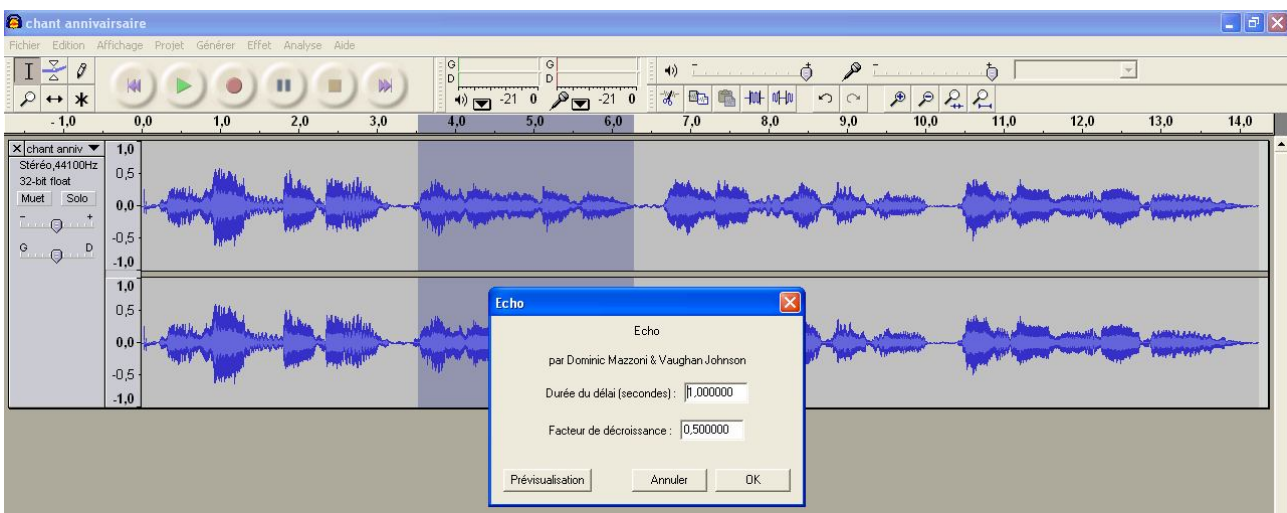 chant annivairsaire
Fichier Edition Affichage Projet Générer Effet Analyse Aide
G G
D D
-21 0 -21 0
- 1,0 0,0 1,0 2,0 3,0 4,0 5,0 6,0 7,0 8,0 9,0 10,0 11,0 12,0 13,0 14,0
chant anniv
Stéréo,44100Hz
32-bit float
Muet Solo
- +
G D
1,0
0,5
0,0
-0,5
-1,0
1,0
0,5
0,0
-0,5
-1,0
Echo
Echo
par Dominic Mazzoni & Vaughan Johnson
Durée du délai (secondes) : 1,000000
Facteur de décroissance : 0,500000
Prévisualisation Annuler OK